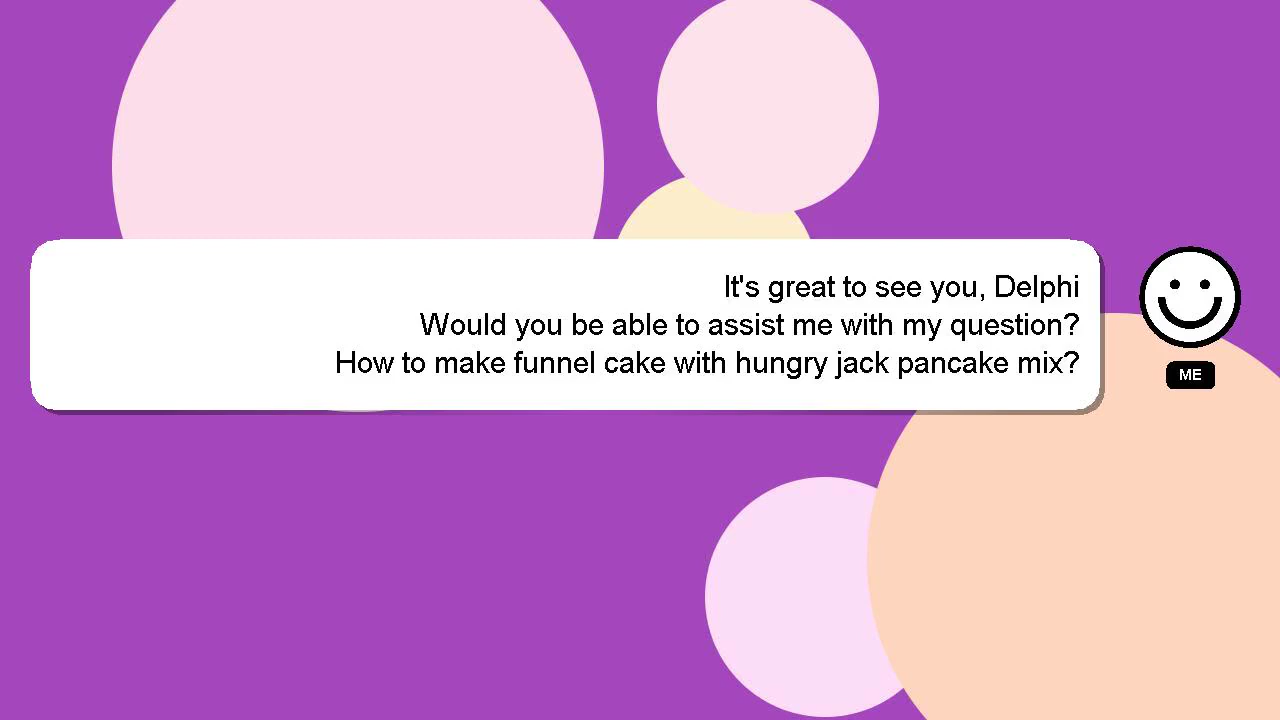 It's great to see you, Delphi
Would you be able to assist me with my question?
How to make funnel cake with hungry jack pancake mix?
ME